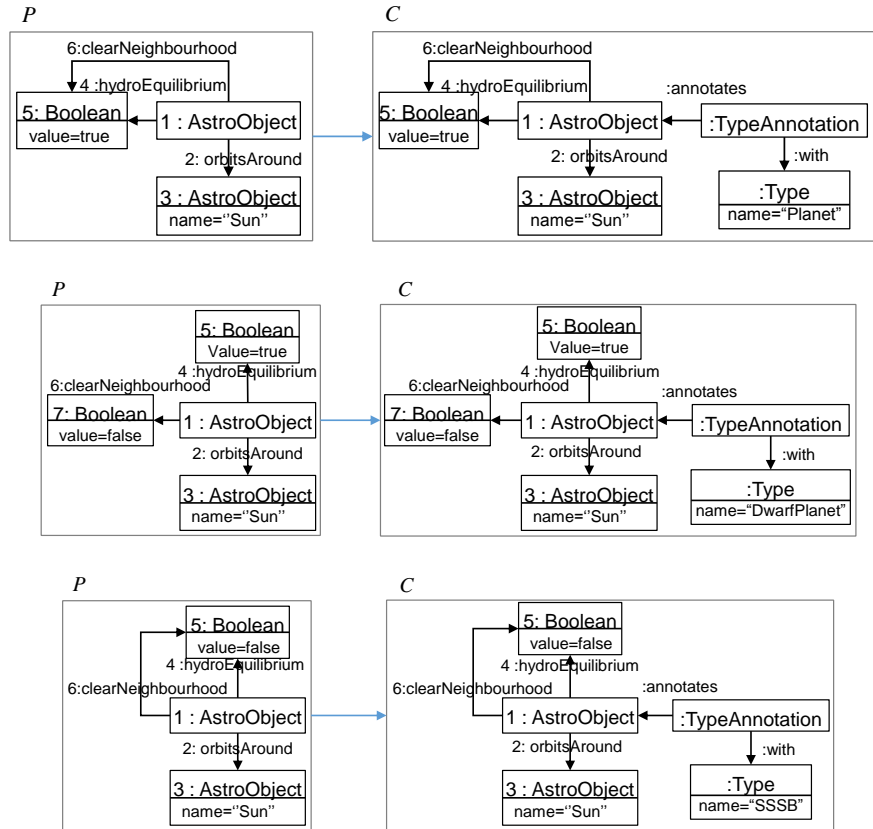 P
C
6:clearNeighbourhood
4 :hydroEquilibrium
5: Boolean
value=true
1 : AstroObject
2: orbitsAround
3 : AstroObject
name=‘’Sun’’
6:clearNeighbourhood
4 :hydroEquilibrium
:annotates
5: Boolean
value=true
1 : AstroObject
:TypeAnnotation
2: orbitsAround
:with
3 : AstroObject
name=‘’Sun’’
:Type
name=“Planet”
P
C
5: Boolean
Value=true
4 :hydroEquilibrium
6:clearNeighbourhood
7: Boolean
value=false
1 : AstroObject
2: orbitsAround
3 : AstroObject
name=‘’Sun’’
5: Boolean
Value=true
4 :hydroEquilibrium
6:clearNeighbourhood
:annotates
7: Boolean
value=false
1 : AstroObject
:TypeAnnotation
2: orbitsAround
:with
3 : AstroObject
name=‘’Sun’’
:Type
name=“DwarfPlanet”
P
C
5: Boolean
value=false
4 :hydroEquilibrium
6:clearNeighbourhood
1 : AstroObject
2: orbitsAround
3 : AstroObject
name=‘’Sun’’
5: Boolean
value=false
4 :hydroEquilibrium
6:clearNeighbourhood
:annotates
1 : AstroObject
:TypeAnnotation
2: orbitsAround
:with
3 : AstroObject
name=‘’Sun’’
:Type
name=“SSSB”